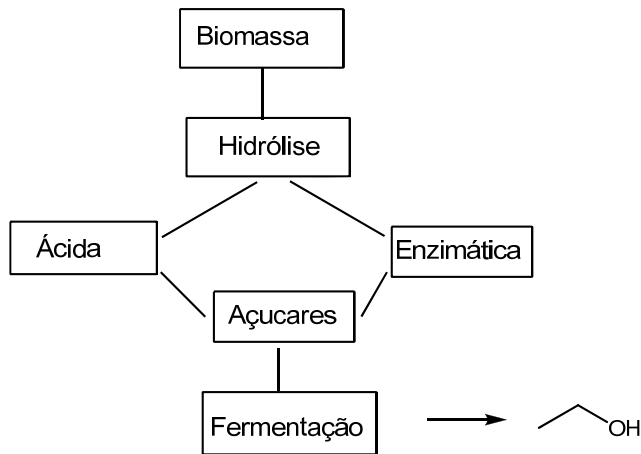 Biomassa
Hidrólise
Ácida
Enzimática
Açucares
Fermentação
OH